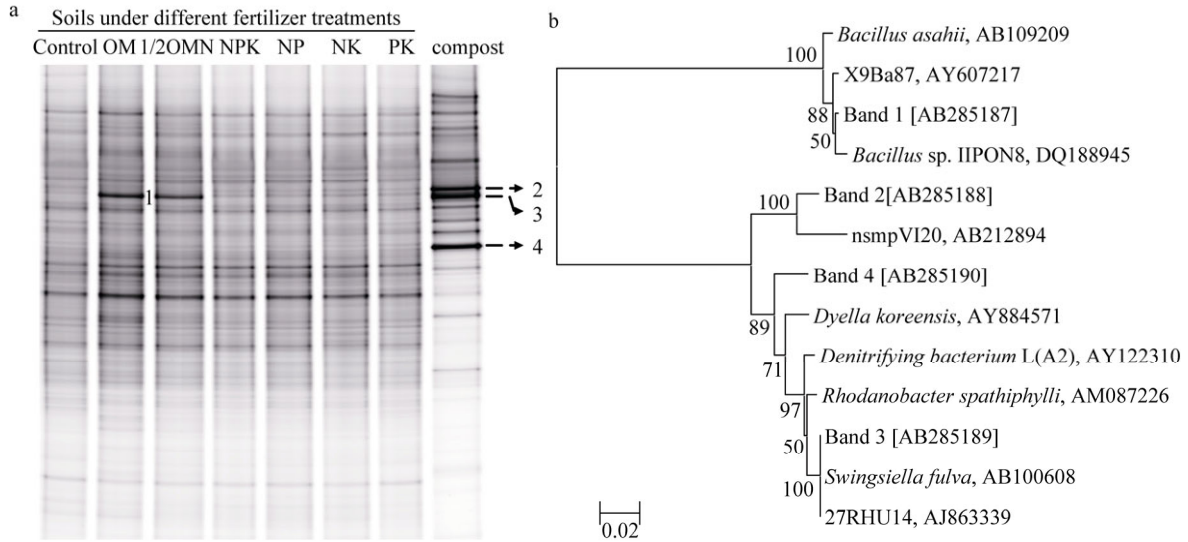 a
Soils under different fertilizer treatments
Control OM 1/2OMN NPK NP NK PK compost
1
2
3
4
b
100
Bacillus asahii, AB109209
X9Ba87, AY607217
88
Band 1 [AB285187]
50
Bacillus sp. IIPON8, DQ188945
100
Band 2[AB285188]
nsmpVI20, AB212894
Band 4 [AB285190]
89
Dyella koreensis, AY884571
71
Denitrifying bacterium L(A2), AY122310
97
Rhodanobacter spathiphylli, AM087226
50
Band 3 [AB285189]
100
Swingsiella fulva, AB100608
27RHU14, AJ863339
0.02